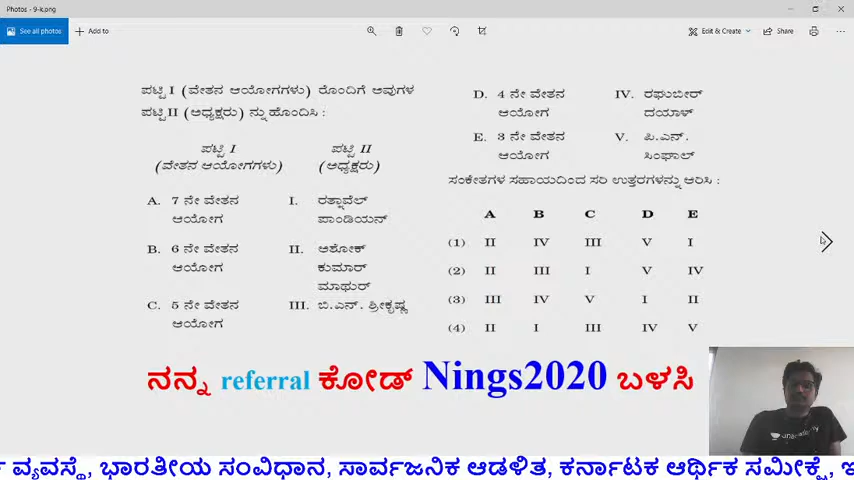 Photos - 9-k.png
See all photos
Add to
Edit & Create
Share
ಪಟ್ಟಿ I (ವೇತನ ಆಯೋಗಗಳು) ರೊಂದಿಗೆ ಅವುಗಳ
ಪಟ್ಟಿ II (ಅಧ್ಯಕ್ಷರು) ನ್ನು ಹೊಂದಿಸಿ :
ಪಟ್ಟಿ I ಪಟ್ಟಿ II
(ವೇತನ ಆಯೋಗಗಳು) (ಅಧ್ಯಕ್ಷರು)
A. 7 ನೇ ವೇತನ I. ರತ್ನಾವೆಲ್
ಆಯೋಗ ಪಾಂಡಿಯನ್
B. 6 ನೇ ವೇತನ II. ಅಶೋಕ್
ಆಯೋಗ ಕುಮಾರ್
ಮಾಥುರ್
C. 5 ನೇ ವೇತನ III. ಬಿ.ಎನ್. ಶ್ರೀಕೃಷ್ಣ
ಆಯೋಗ
D. 4 ನೇ ವೇತನ IV. ರಘುಬೀರ್
ಆಯೋಗ ದಯಾಳ್
E. 3 ನೇ ವೇತನ V. ಪಿ.ಎನ್.
ಆಯೋಗ ಸಿಂಘಾಲ್
ಸಂಕೇತಗಳ ಸಹಾಯದಿಂದ ಸರಿ ಉತ್ತರಗಳನ್ನು ಆರಿಸಿ :
A B C D E
(1) II IV III V I
(2) II III I V IV
(3) III IV V I II
(4) II I III IV V
ನನ್ನ referral ಕೋಡ್ Nings2020 ಬಳಸಿ
unacademy
ವ್ಯವಸ್ಥೆ, ಭಾರತೀಯ ಸಂವಿಧಾನ, ಸಾರ್ವಜನಿಕ ಆಡಳಿತ, ಕರ್ನಾಟಕ ಆರ್ಥಿಕ ಸಮೀಕ್ಷೆ,